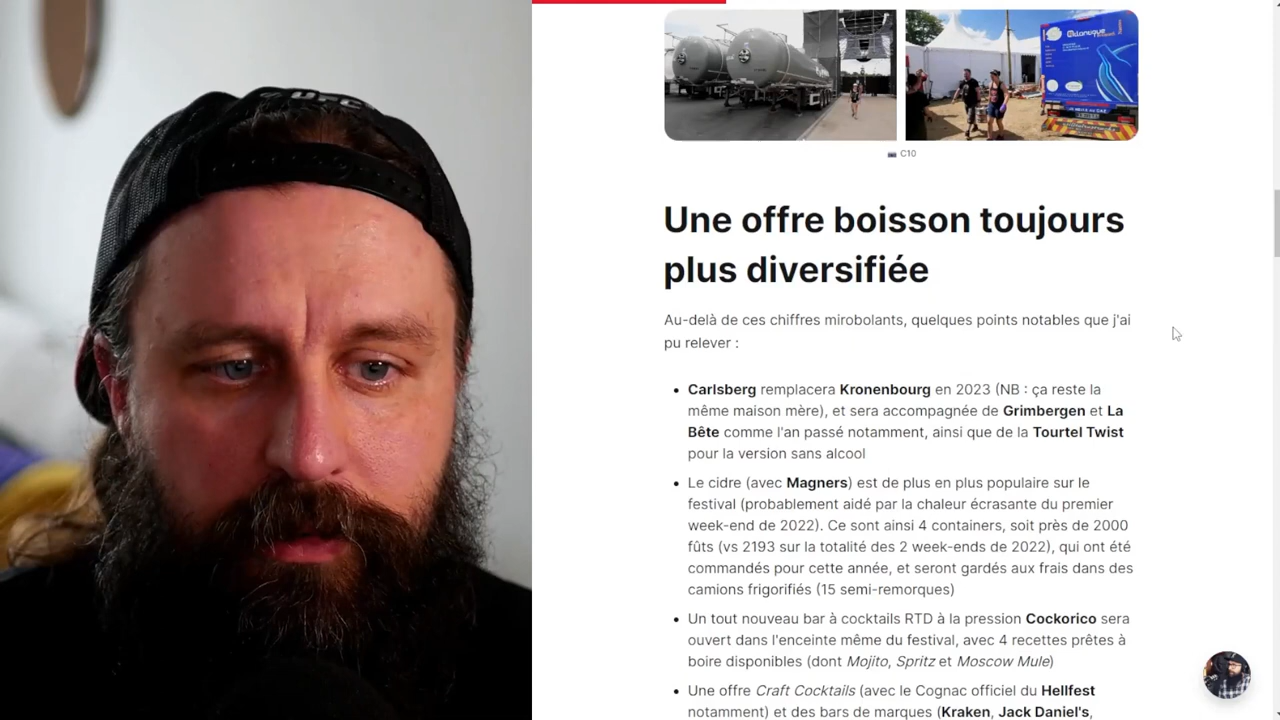 UFC
Une offre boisson toujours
plus diversifiée
C10
Au-delà de ces chiffres mirobolants, quelques points notables que j'ai
pu relever :
• Carlsberg remplacera Kronenbourg en 2023 (NB : ça reste la
même maison mère), et sera accompagnée de Grimbergen et La
Bête comme l'an passé notamment, ainsi que de la Tourtel Twist
pour la version sans alcool
• Le cidre (avec Magners) est de plus en plus populaire sur le
festival (probablement aidé par la chaleur écrasante du premier
week-end de 2022). Ce sont ainsi 4 containers, soit près de 2000
fûts (vs 2193 sur la totalité des 2 week-ends de 2022), qui ont été
commandés pour cette année, et seront gardés aux frais dans des
camions frigorifiés (15 semi-remorques)
• Un tout nouveau bar à cocktails RTD à la pression Cockorico sera
ouvert dans l'enceinte même du festival, avec 4 recettes prêtes à
boire disponibles (dont Mojito, Spritz et Moscow Mule)
• Une offre Craft Cocktails (avec le Cognac officiel du Hellfest
notamment) et des bars de marques (Kraken, Jack Daniel's,